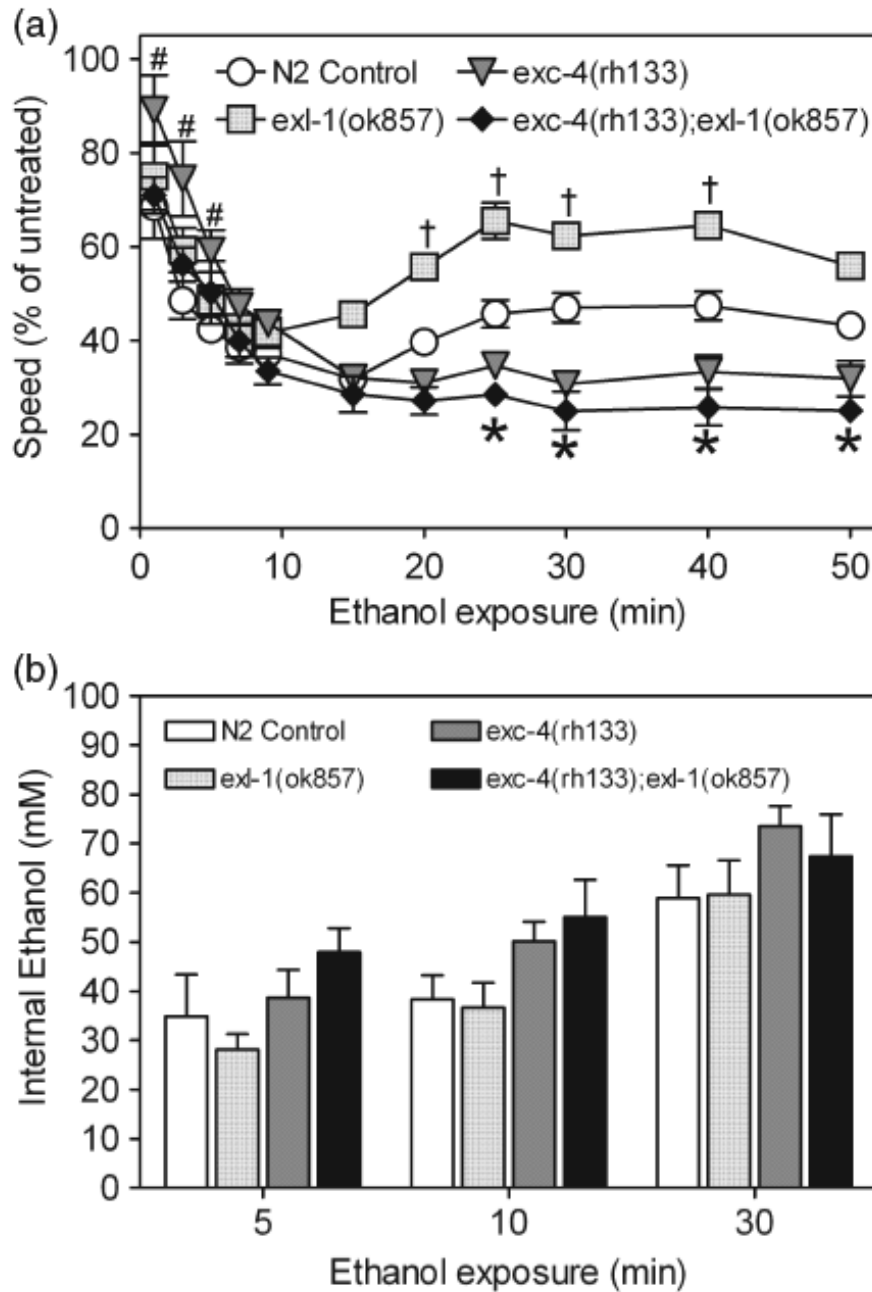 (a)
100
80
60
40
20
0
Speed (% of untreated)
# # #
N2 Control exc-4(rh133)
exl-1(ok857) exc-4(rh133);exl-1(ok857)
† † † †
* * * *
0 10 20 30 40 50
Ethanol exposure (min)
(b)
100
90
80
70
60
50
40
30
20
10
0
Internal Ethanol (mM)
N2 Control exc-4(rh133)
exl-1(ok857) exc-4(rh133);exl-1(ok857)
5 10 30
Ethanol exposure (min)